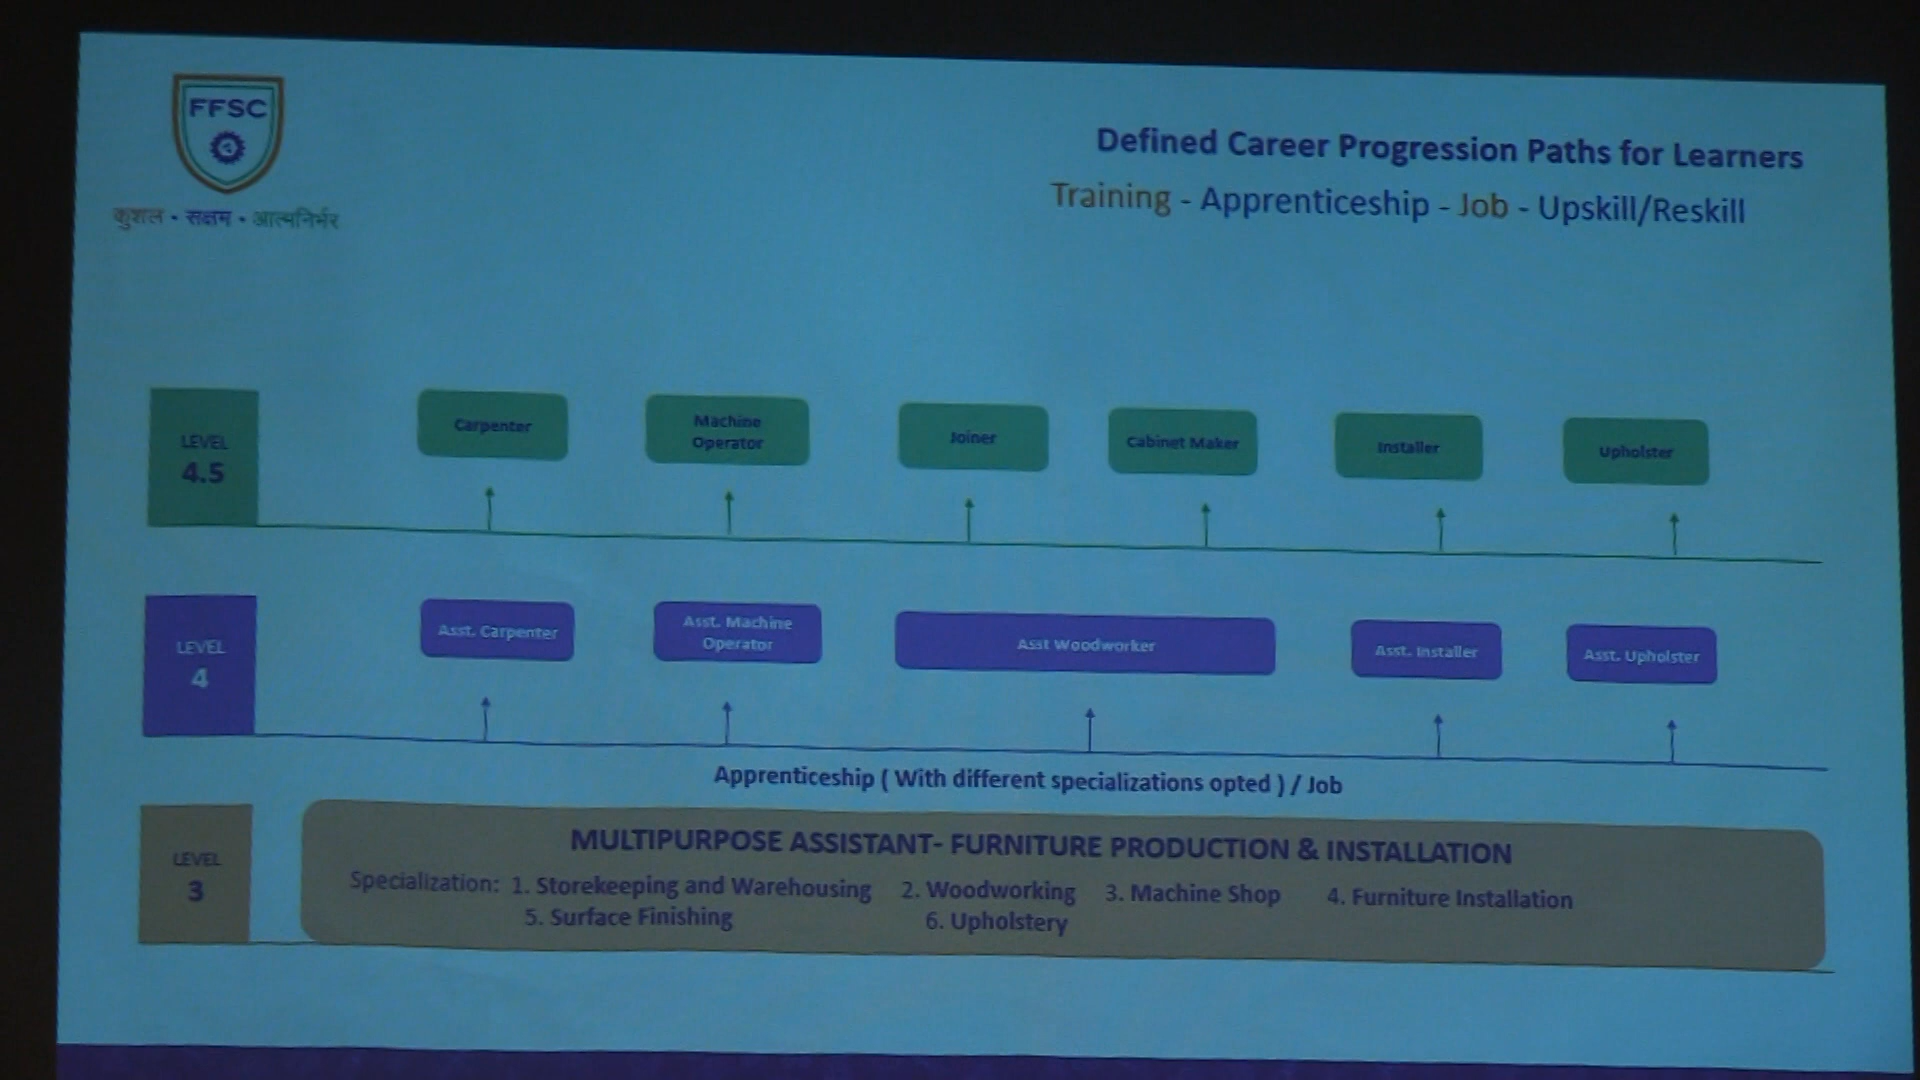 FFSC
कुशल • सक्षम • आत्मनिर्भर
Defined Career Progression Paths for Learners
Training - Apprenticeship - Job - Upskill/Reskill
LEVEL
4.5
Carpenter
Machine
Operator
Joiner
Cabinet Maker
Installer
Upholster
LEVEL
4
Asst. Carpenter
Asst. Machine
Operator
Asst Woodworker
Asst. Installer
Asst. Upholster
Apprenticeship ( With different specializations opted ) / Job
LEVEL
3
MULTIPURPOSE ASSISTANT- FURNITURE PRODUCTION & INSTALLATION
Specialization: 1. Storekeeping and Warehousing 2. Woodworking 3. Machine Shop 4. Furniture Installation
5. Surface Finishing 6. Upholstery